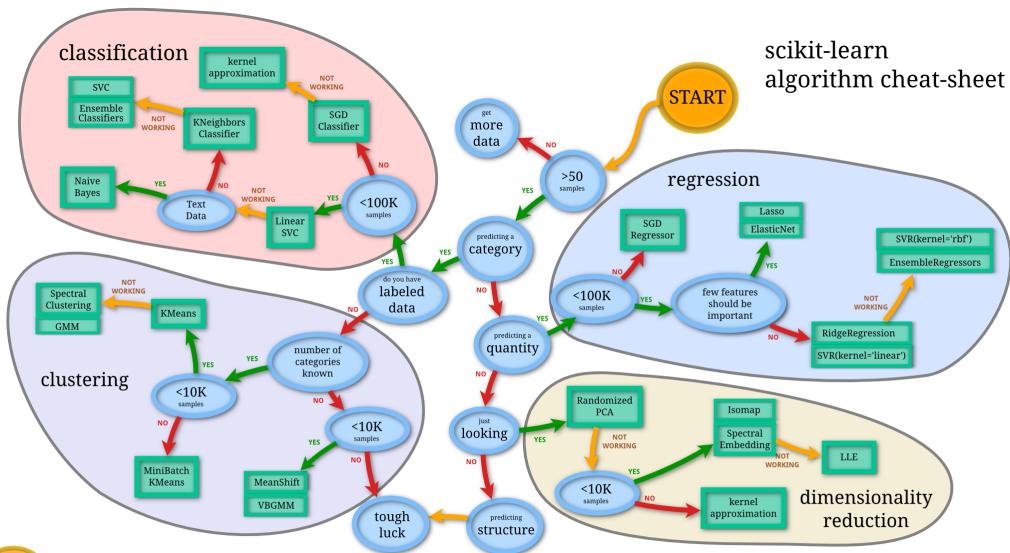 scikit-learn
algorithm cheat-sheet
START
>50
samples
NO
get
more
data
YES
predicting a
category
YES
do you have
labeled
data
YES
classification
<100K
samples
NO
SGD
Classifier
NOT
WORKING
kernel
approximation
YES
Linear
SVC
NOT
WORKING
Text
Data
YES
Naive
Bayes
NO
KNeighbors
Classifier
NOT
WORKING
SVC
Ensemble
Classifiers
NO
clustering
number of
categories
known
YES
<10K
samples
YES
KMeans
NOT
WORKING
Spectral
Clustering
GMM
NO
MiniBatch
KMeans
NO
<10K
samples
YES
MeanShift
VBGMM
NO
tough
luck
NO
predicting a
quantity
YES
regression
<100K
samples
NO
SGD
Regressor
YES
few features
should be
important
YES
Lasso
ElasticNet
NO
RidgeRegression
SVR(kernel='linear')
NOT
WORKING
SVR(kernel='rbf')
EnsembleRegressors
NO
just
looking
YES
Randomized
PCA
NOT
WORKING
<10K
samples
YES
Isomap
Spectral
Embedding
NOT
WORKING
LLE
NO
kernel
approximation
dimensionality
reduction
NO
predicting
structure